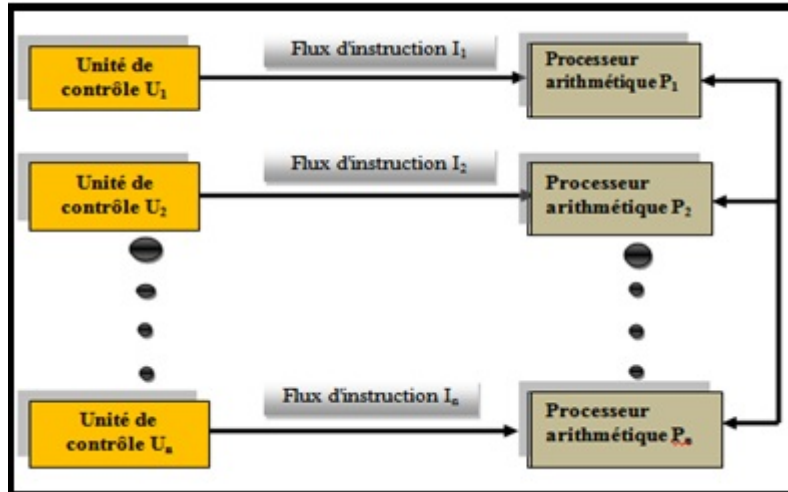 Unité de
contrôle U₁
Flux d'instruction I₁
Processeur
arithmétique P₁
Unité de
contrôle U₂
Flux d'instruction I₂
Processeur
arithmétique P₂
Unité de
contrôle Uₙ
Flux d'instruction Iₙ
Processeur
arithmétique Pₙ